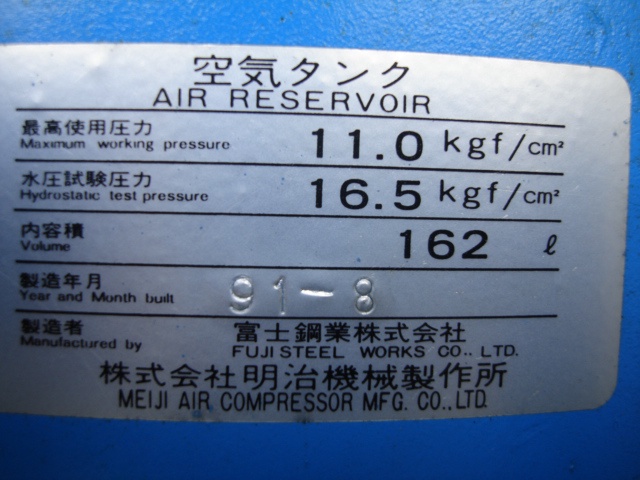 空気タンク
AIR RESERVOIR
最高使用圧力 11.0 kgf/cm²
Maximum working pressure
水圧試験圧力 16.5 kgf/cm²
Hydrostatic test pressure
内容積 162 ℓ
Volume
製造年月 91-8
Year and Month built
製造者 富士鋼業株式会社
Manufactured by FUJI STEEL WORKS CO., LTD.
株式会社明治機械製作所
MEIJI AIR COMPRESSOR MFG. CO., LTD.